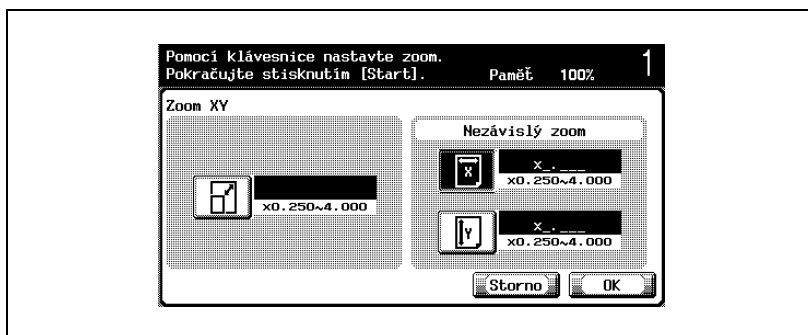 Pomocí klávesnice nastavte zoom.
Pokračujte stisknutím [Start]. Paměť 100% 1
Zoom XY
Nezávislý zoom
X x_.___
x0.250~4.000
x0.250~4.000
Y x_.___
x0.250~4.000
Storno OK